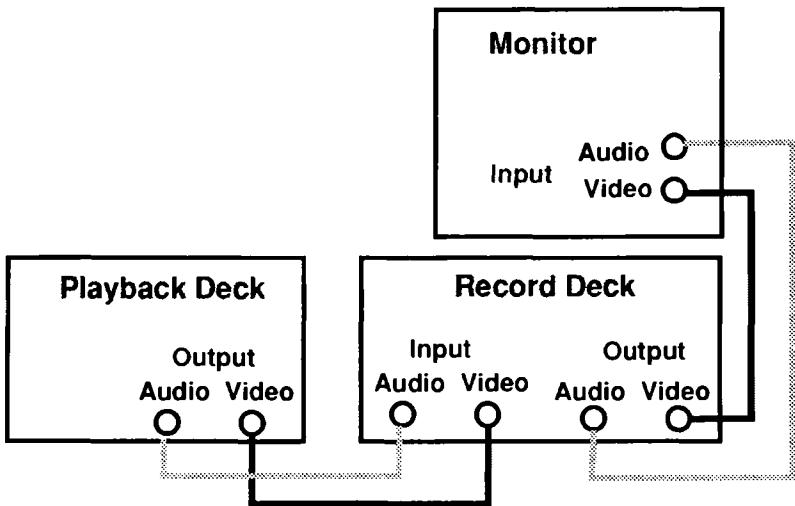 Monitor
Audio
Input
Video
Playback Deck
Output
Audio Video
Record Deck
Input
Audio Video
Output
Audio Video